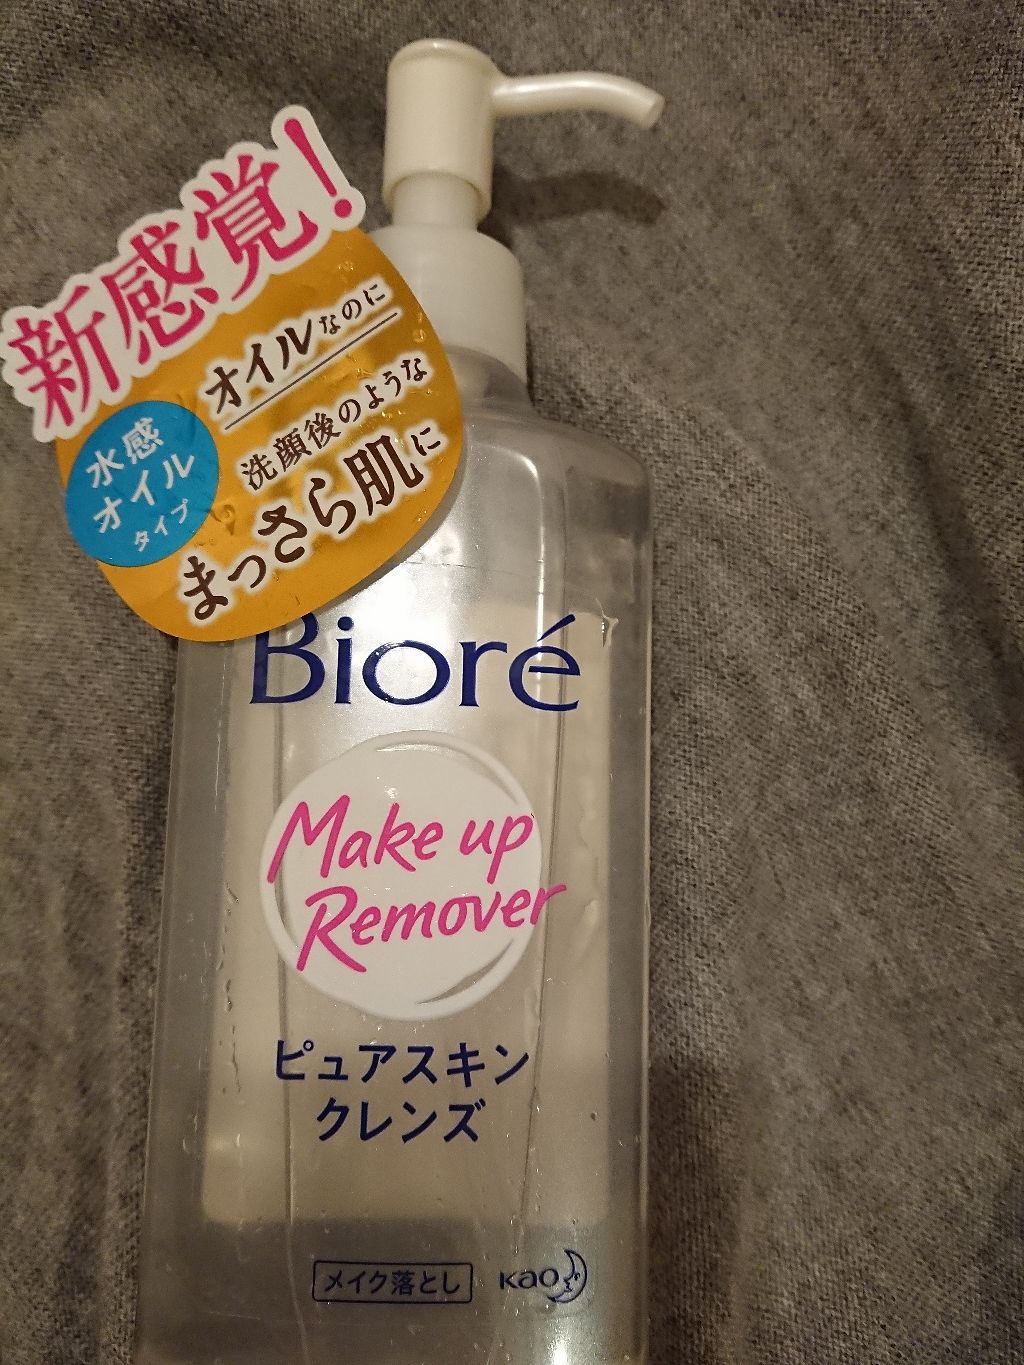 新感覚!
オイルなのに
洗顔後のような
まっさら肌に
水感
オイル
タイプ
Bioré
Make up
Remover
ピュアスキン
クレンズ
メイク落とし
Kao